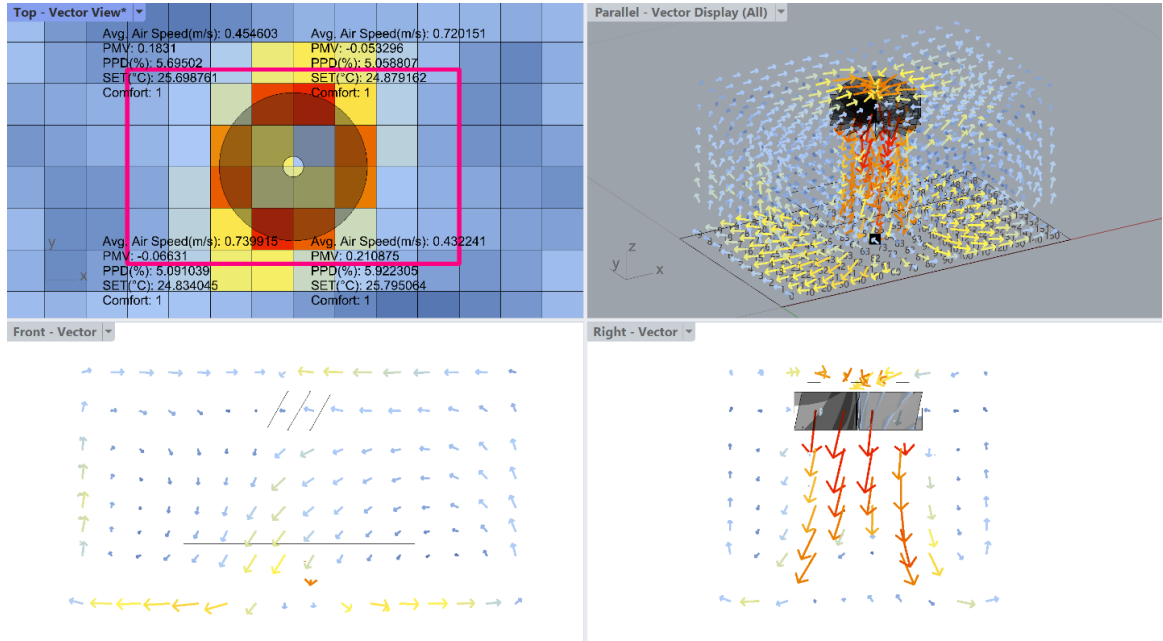 Top - Vector View*
Avg. Air Speed(m/s): 0.454603
PMV: 0.1831
PPD(%): 5.69502
SET(°C): 25.698761
Comfort: 1
Avg. Air Speed(m/s): 0.720151
PMV: -0.053296
PPD(%): 5.058807
SET(°C): 24.879162
Comfort: 1
y
x
Avg. Air Speed(m/s): 0.739915
PMV: -0.06631
PPD(%): 5.091039
SET(°C): 24.834045
Comfort: 1
Avg. Air Speed(m/s): 0.432241
PMV: 0.210875
PPD(%): 5.922305
SET(°C): 25.795064
Comfort: 1
Parallel - Vector Display (All)
z
y
x
Front - Vector
Right - Vector